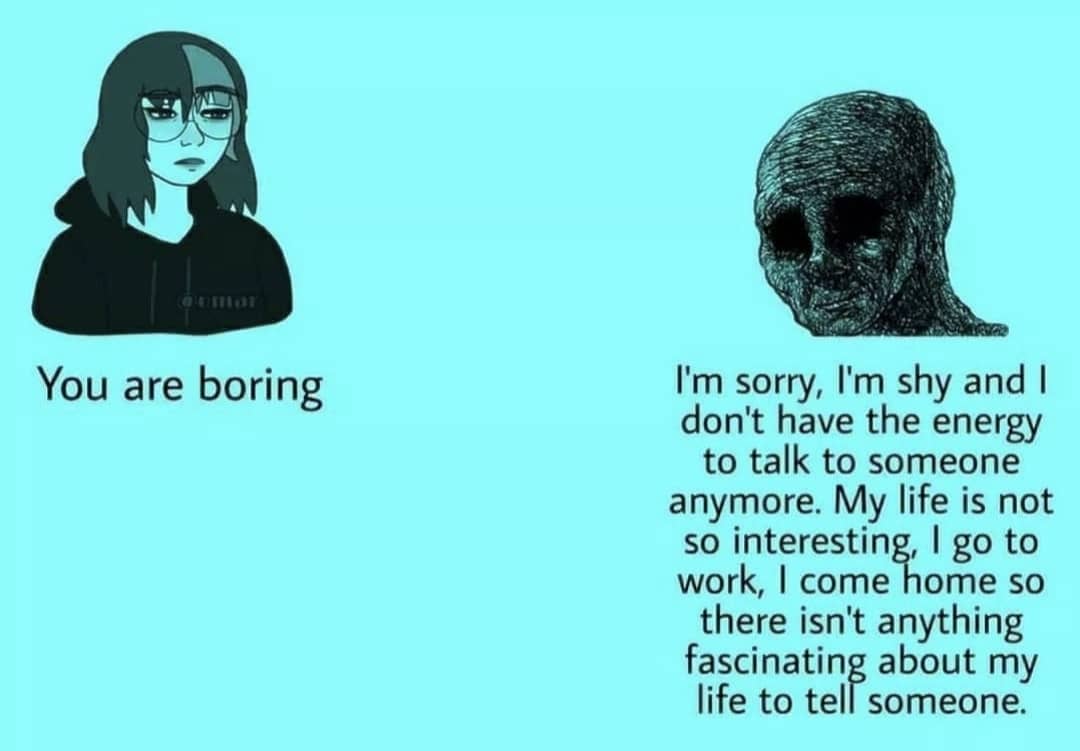 You are boring
I'm sorry, I'm shy and I
don't have the energy
to talk to someone
anymore. My life is not
so interesting, I go to
work, I come home so
there isn't anything
fascinating about my
life to tell someone.